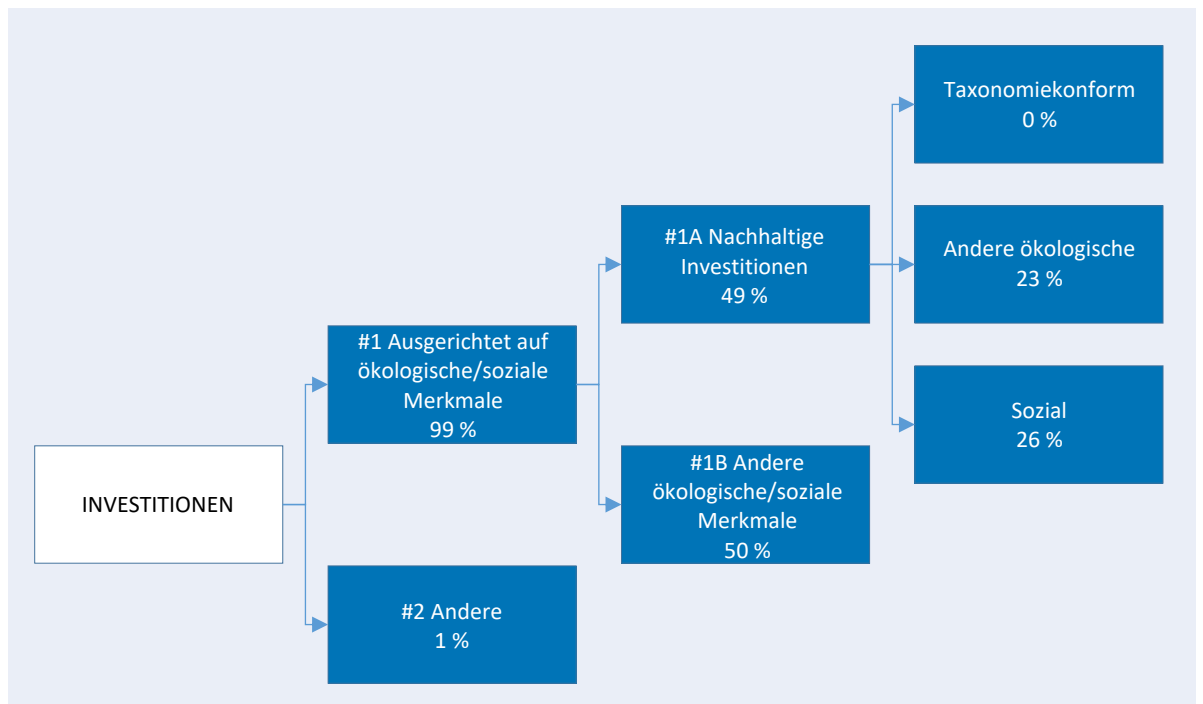 INVESTITIONEN
#1 Ausgerichtet auf
ökologische/soziale
Merkmale
99 %
#2 Andere
1 %
#1A Nachhaltige
Investitionen
49 %
#1B Andere
ökologische/soziale
Merkmale
50 %
Taxonomiekonform
0 %
Andere ökologische
23 %
Sozial
26 %